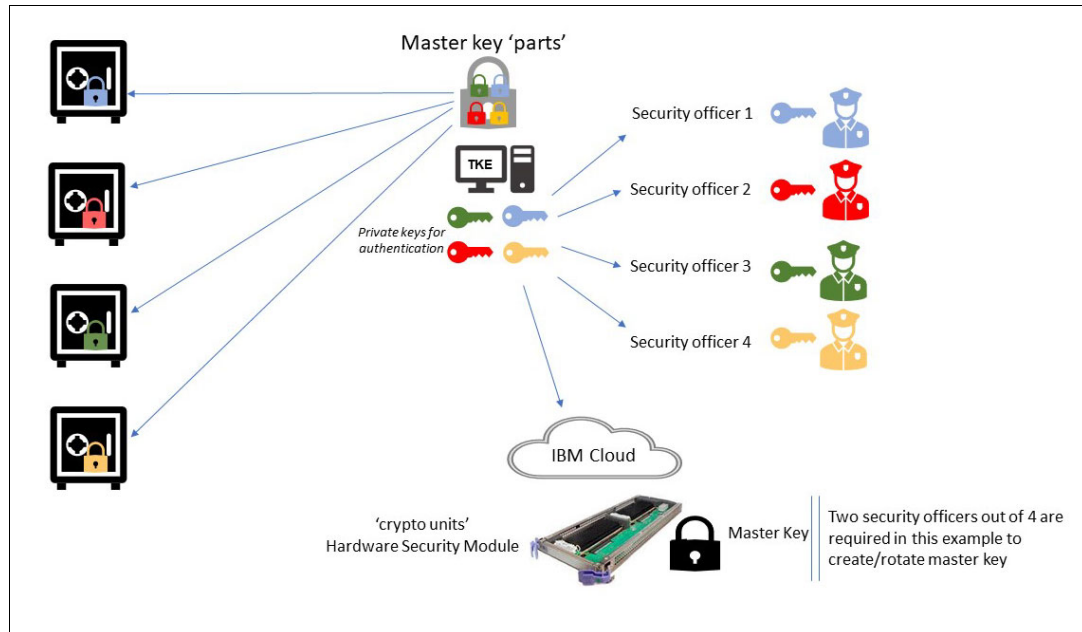 Master key ‘parts’
TKE
Private keys for
authentication
Security officer 1
Security officer 2
Security officer 3
Security officer 4
IBM Cloud
‘crypto units’
Hardware Security Module
Master Key
Two security officers out of 4 are
required in this example to
create/rotate master key